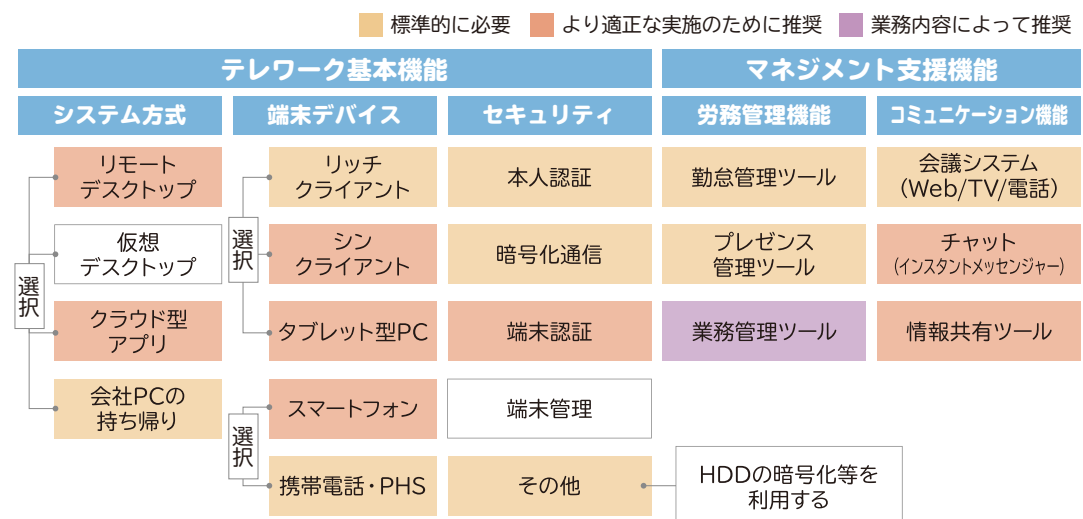 標準的に必要
より適正な実施のために推奨
業務内容によって推奨
テレワーク基本機能
マネジメント支援機能
システム方式
端末デバイス
セキュリティ
労務管理機能
コミュニケーション機能
リモート
デスクトップ
仮想
デスクトップ
クラウド型
アプリ
会社PCの
持ち帰り
選択
リッチ
クライアント
シン
クライアント
タブレット型PC
選択
スマートフォン
携帯電話・PHS
選択
本人認証
暗号化通信
端末認証
端末管理
その他
HDDの暗号化等を
利用する
勤怠管理ツール
プレゼンス
管理ツール
業務管理ツール
会議システム
（Web/TV/電話）
チャット
（インスタントメッセンジャー）
情報共有ツール